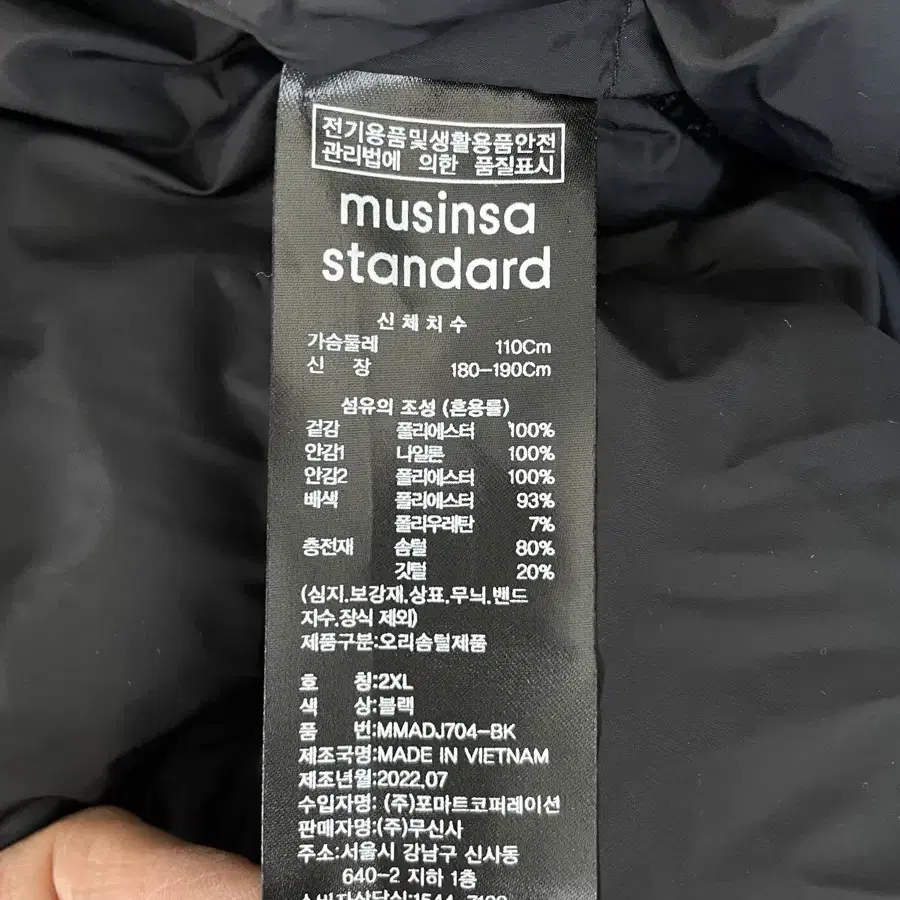 전기용품및생활용품안전
관리법에 의한 품질표시
musinsa
standard
신체치수
가슴둘레 110Cm
신 장 180-190Cm
섬유의 조성 (혼용률)
겉감 폴리에스터 100%
안감1 나일론 100%
안감2 폴리에스터 100%
배색 폴리에스터 93%
폴리우레탄 7%
충전재 솜털 80%
깃털 20%
(심지.보강재.상표.무늬.밴드
자수.장식 제외)
제품구분:오리솜털제품
호 칭:2XL
색 상:블랙
품 번:MMADJ704-BK
제조국명:MADE IN VIETNAM
제조년월:2022.07
수입자명: (주)포마트코퍼레이션
판매자명:(주)무신사
주소:서울시 강남구 신사동
640-2 지하 1층
소비자상담실:1544-7199